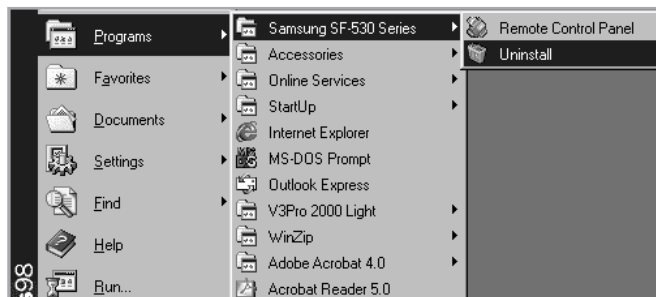 Programs
Favorites
Documents
Settings
Find
Help
Run...
Samsung SF-530 Series
Accessories
Online Services
StartUp
Internet Explorer
MS-DOS Prompt
Outlook Express
V3Pro 2000 Light
WinZip
Adobe Acrobat 4.0
Acrobat Reader 5.0
Remote Control Panel
Uninstall
s98